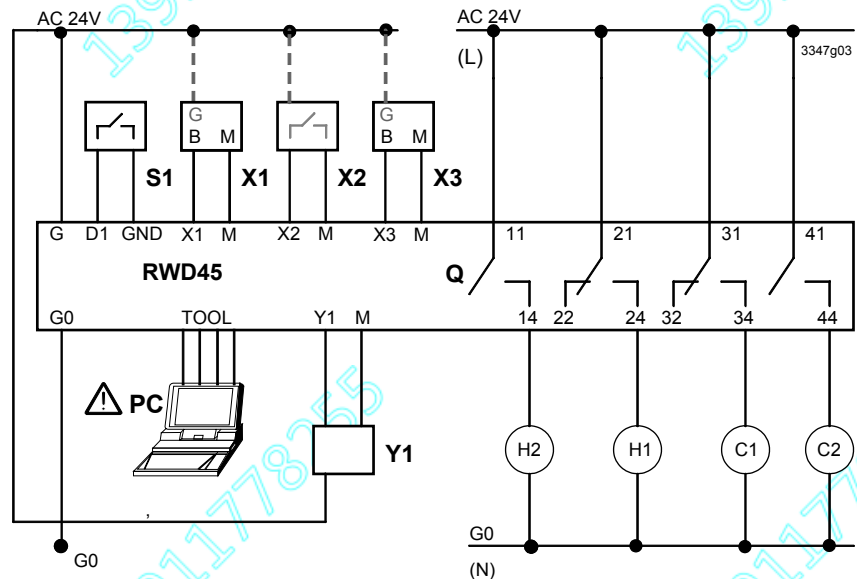 AC 24V AC 24V
(L) 3347g03
G G
B M B M
S1 X1 X2 X3
G D1 GND X1 M X2 M X3 M 11 21 31 41
RWD45 Q
G0 TOOL Y1 M 14 22 24 32 34 44
PC
Y1 H2 H1 C1 C2
,
G0
G0 (N)